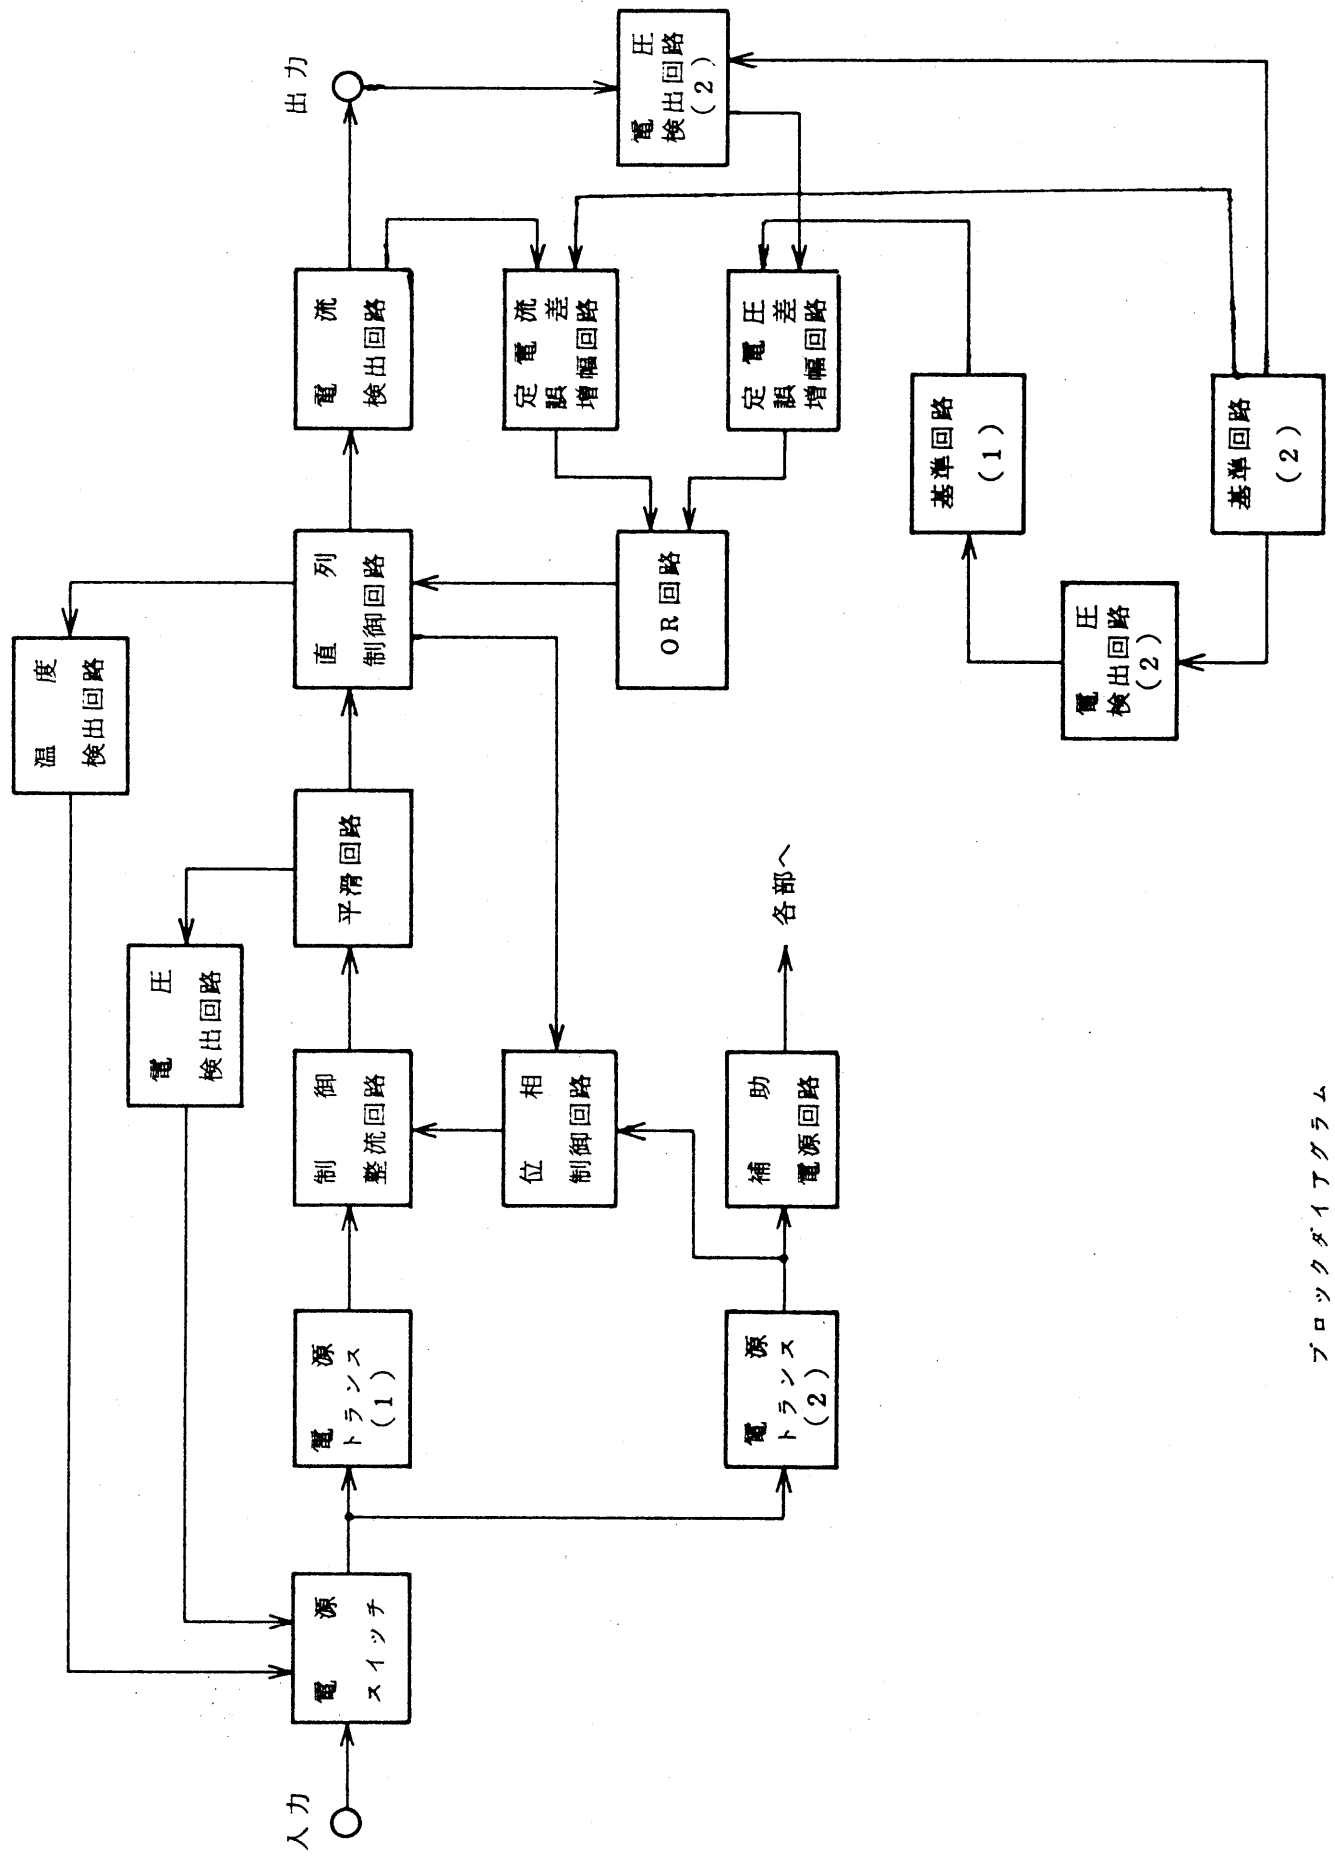 入力
電源
スイッチ
電源
トランス
(1)
制御
整流回路
平滑回路
直列
制御回路
電流
検出回路
出力
温度
検出回路
電圧
検出回路
位相
制御回路
定電流
誤差
増幅回路
電圧
検出回路
(2)
OR回路
電源
トランス
(2)
補助
電源回路
各部へ
定電圧
誤差
増幅回路
基準回路
(1)
電圧
検出回路
(2)
基準回路
(2)
ブロックダイアグラム